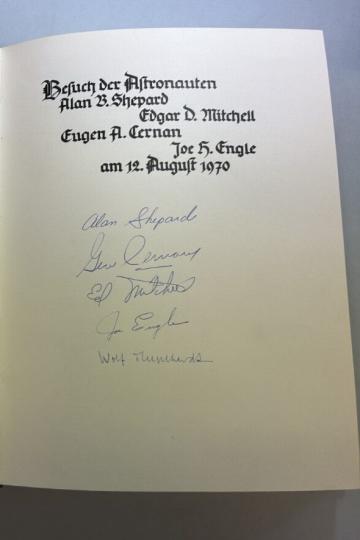 Besuch der Astronauten
Alan B. Shepard
Edgar D. Mitchell
Eugen A. Cernan
Joe H. Engle
am 12. August 1970
Alan Shepard
Gene Cernan
Ed Mitchell
Joe Engle
Wolf